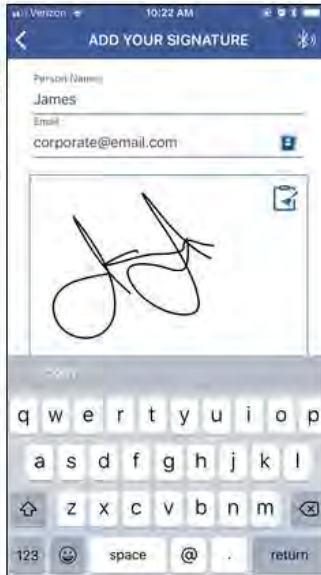 Verizon 10:22 AM
ADD YOUR SIGNATURE
Person Name
James
Email
corporate@email.com
q w e r t y u i o p
a s d f g h j k l
z x c v b n m
123 space @ . return